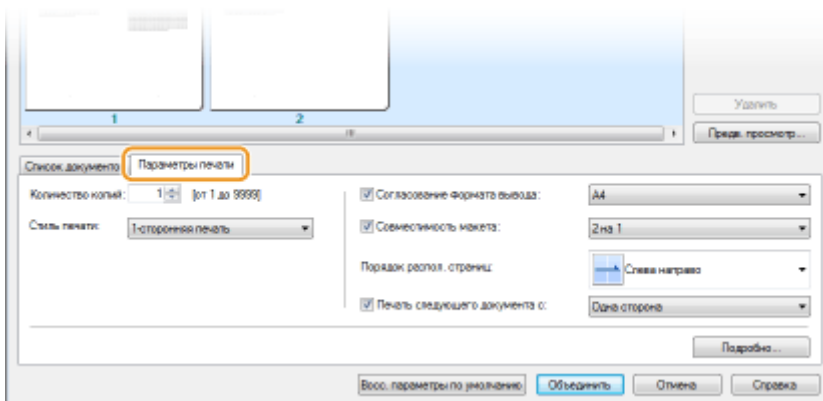 1 2
Удалить
Предв. просмотр...
Список документо Параметры печати
Количество копий: 1 [от 1 до 9999]
Стиль печати: 1-сторонняя печать
Согласование формата вывода: A4
Совместимость макета: 2 на 1
Порядок распол. страниц: Слева направо
Печать следующего документа с: Одна сторона
Подробно...
Восс. параметры по умолчанию Объединить Отмена Справка